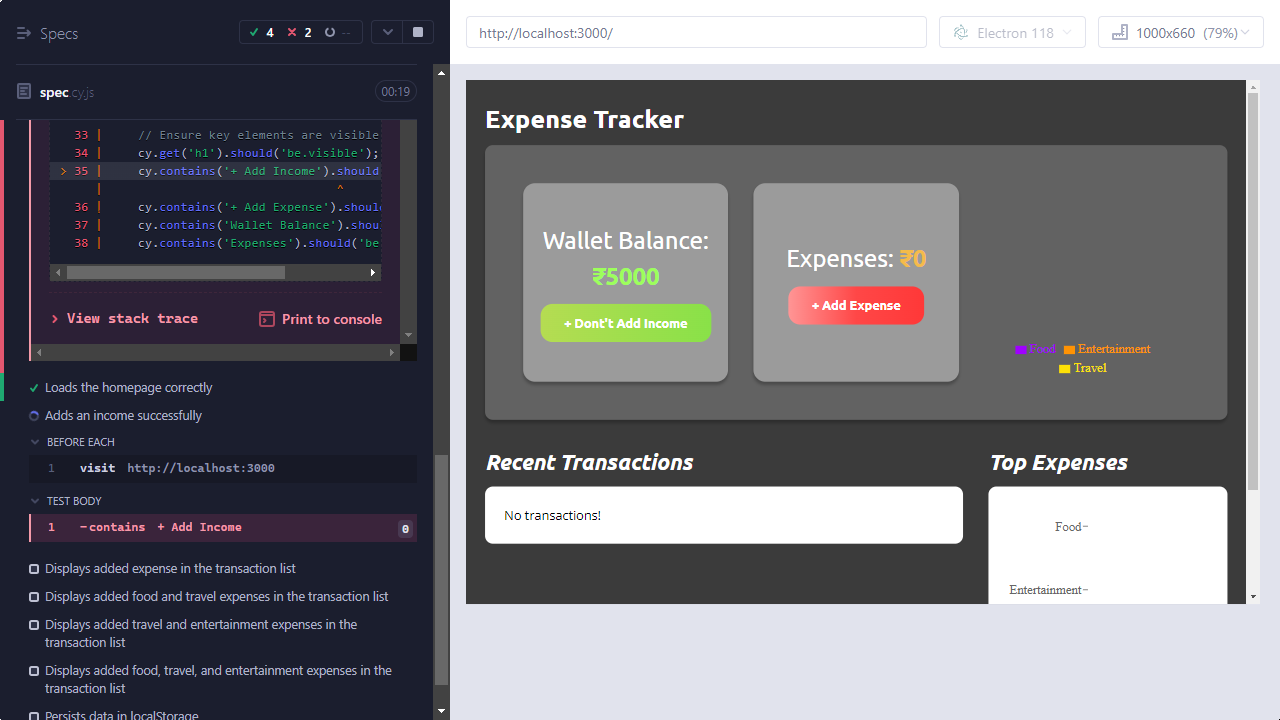 Specs
4
2
--
spec.cy.js
00:19
33 | // Ensure key elements are visible
34 | cy.get('h1').should('be.visible');
> 35 | cy.contains('+ Add Income').should
| ^
36 | cy.contains('+ Add Expense').shoul
37 | cy.contains('Wallet Balance').shou
38 | cy.contains('Expenses').should('be
View stack trace
Print to console
Loads the homepage correctly
Adds an income successfully
BEFORE EACH
1 visit http://localhost:3000
TEST BODY
1 -contains + Add Income 0
Displays added expense in the transaction list
Displays added food and travel expenses in the transaction list
Displays added travel and entertainment expenses in the
transaction list
Displays added food, travel, and entertainment expenses in the
transaction list
Persists data in localStorage
http://localhost:3000/
Electron 118
1000x660 (79%)
Expense Tracker
Wallet Balance:
₹5000
+ Dont't Add Income
Expenses: ₹0
+ Add Expense
Food
Entertainment
Travel
Recent Transactions
No transactions!
Top Expenses
Food
Entertainment